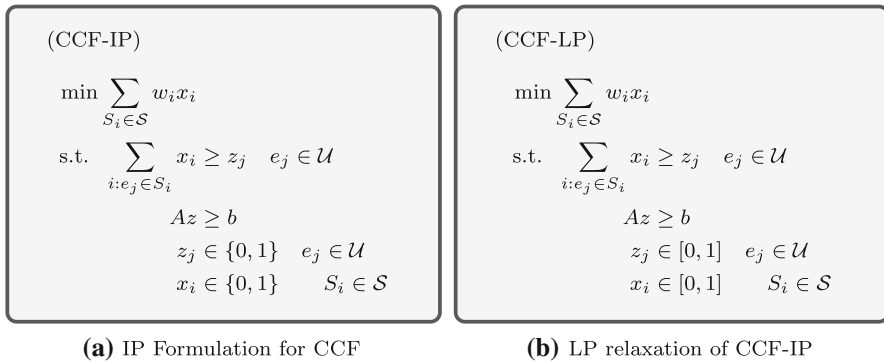 (CCF-IP)
min ∑_{S_i∈𝒮} w_i x_i
s.t. ∑_{i:e_j∈S_i} x_i ≥ z_j e_j ∈ 𝒰
Az ≥ b
z_j ∈ {0, 1} e_j ∈ 𝒰
x_i ∈ {0, 1} S_i ∈ 𝒮
(a) IP Formulation for CCF
(CCF-LP)
min ∑_{S_i∈𝒮} w_i x_i
s.t. ∑_{i:e_j∈S_i} x_i ≥ z_j e_j ∈ 𝒰
Az ≥ b
z_j ∈ [0, 1] e_j ∈ 𝒰
x_i ∈ [0, 1] S_i ∈ 𝒮
(b) LP relaxation of CCF-IP